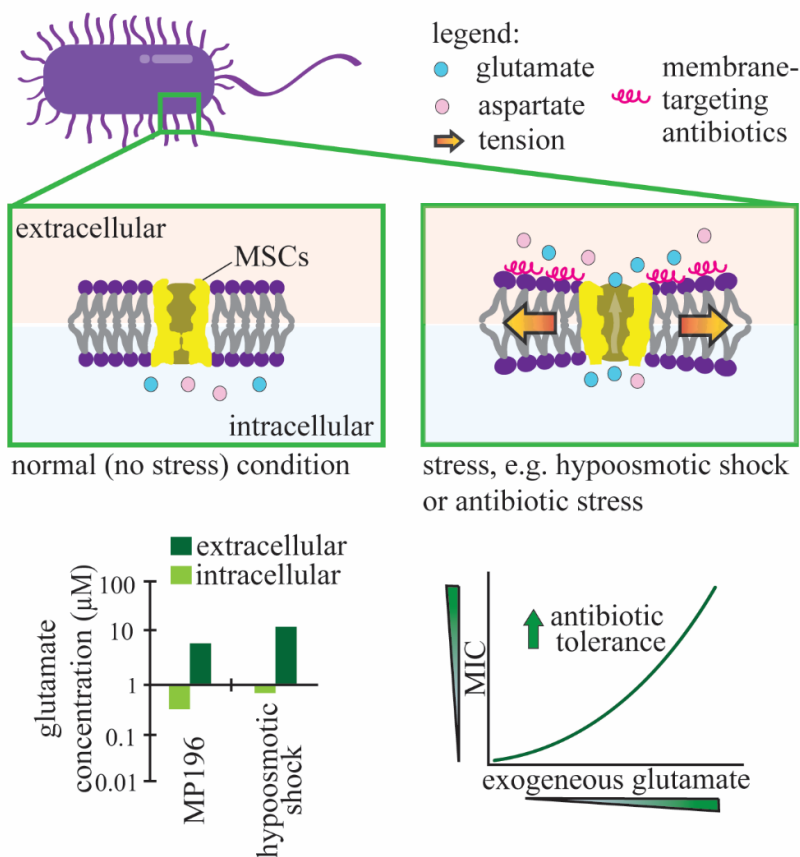 legend:
glutamate
aspartate
tension
membrane-
targeting
antibiotics
extracellular
MSCs
intracellular
normal (no stress) condition
stress, e.g. hypoosmotic shock
or antibiotic stress
extracellular
intracellular
glutamate
concentration (μM)
100
10
1
0.1
0.01
MP196
hypoosmotic
shock
antibiotic
tolerance
MIC
exogeneous glutamate